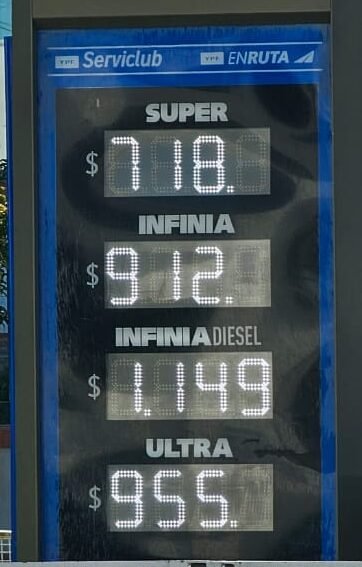 YPF Serviclub YPF ENRUTA
SUPER
$ 718.
INFINIA
$ 912.
INFINIA DIESEL
$ 1.149
ULTRA
$ 955.